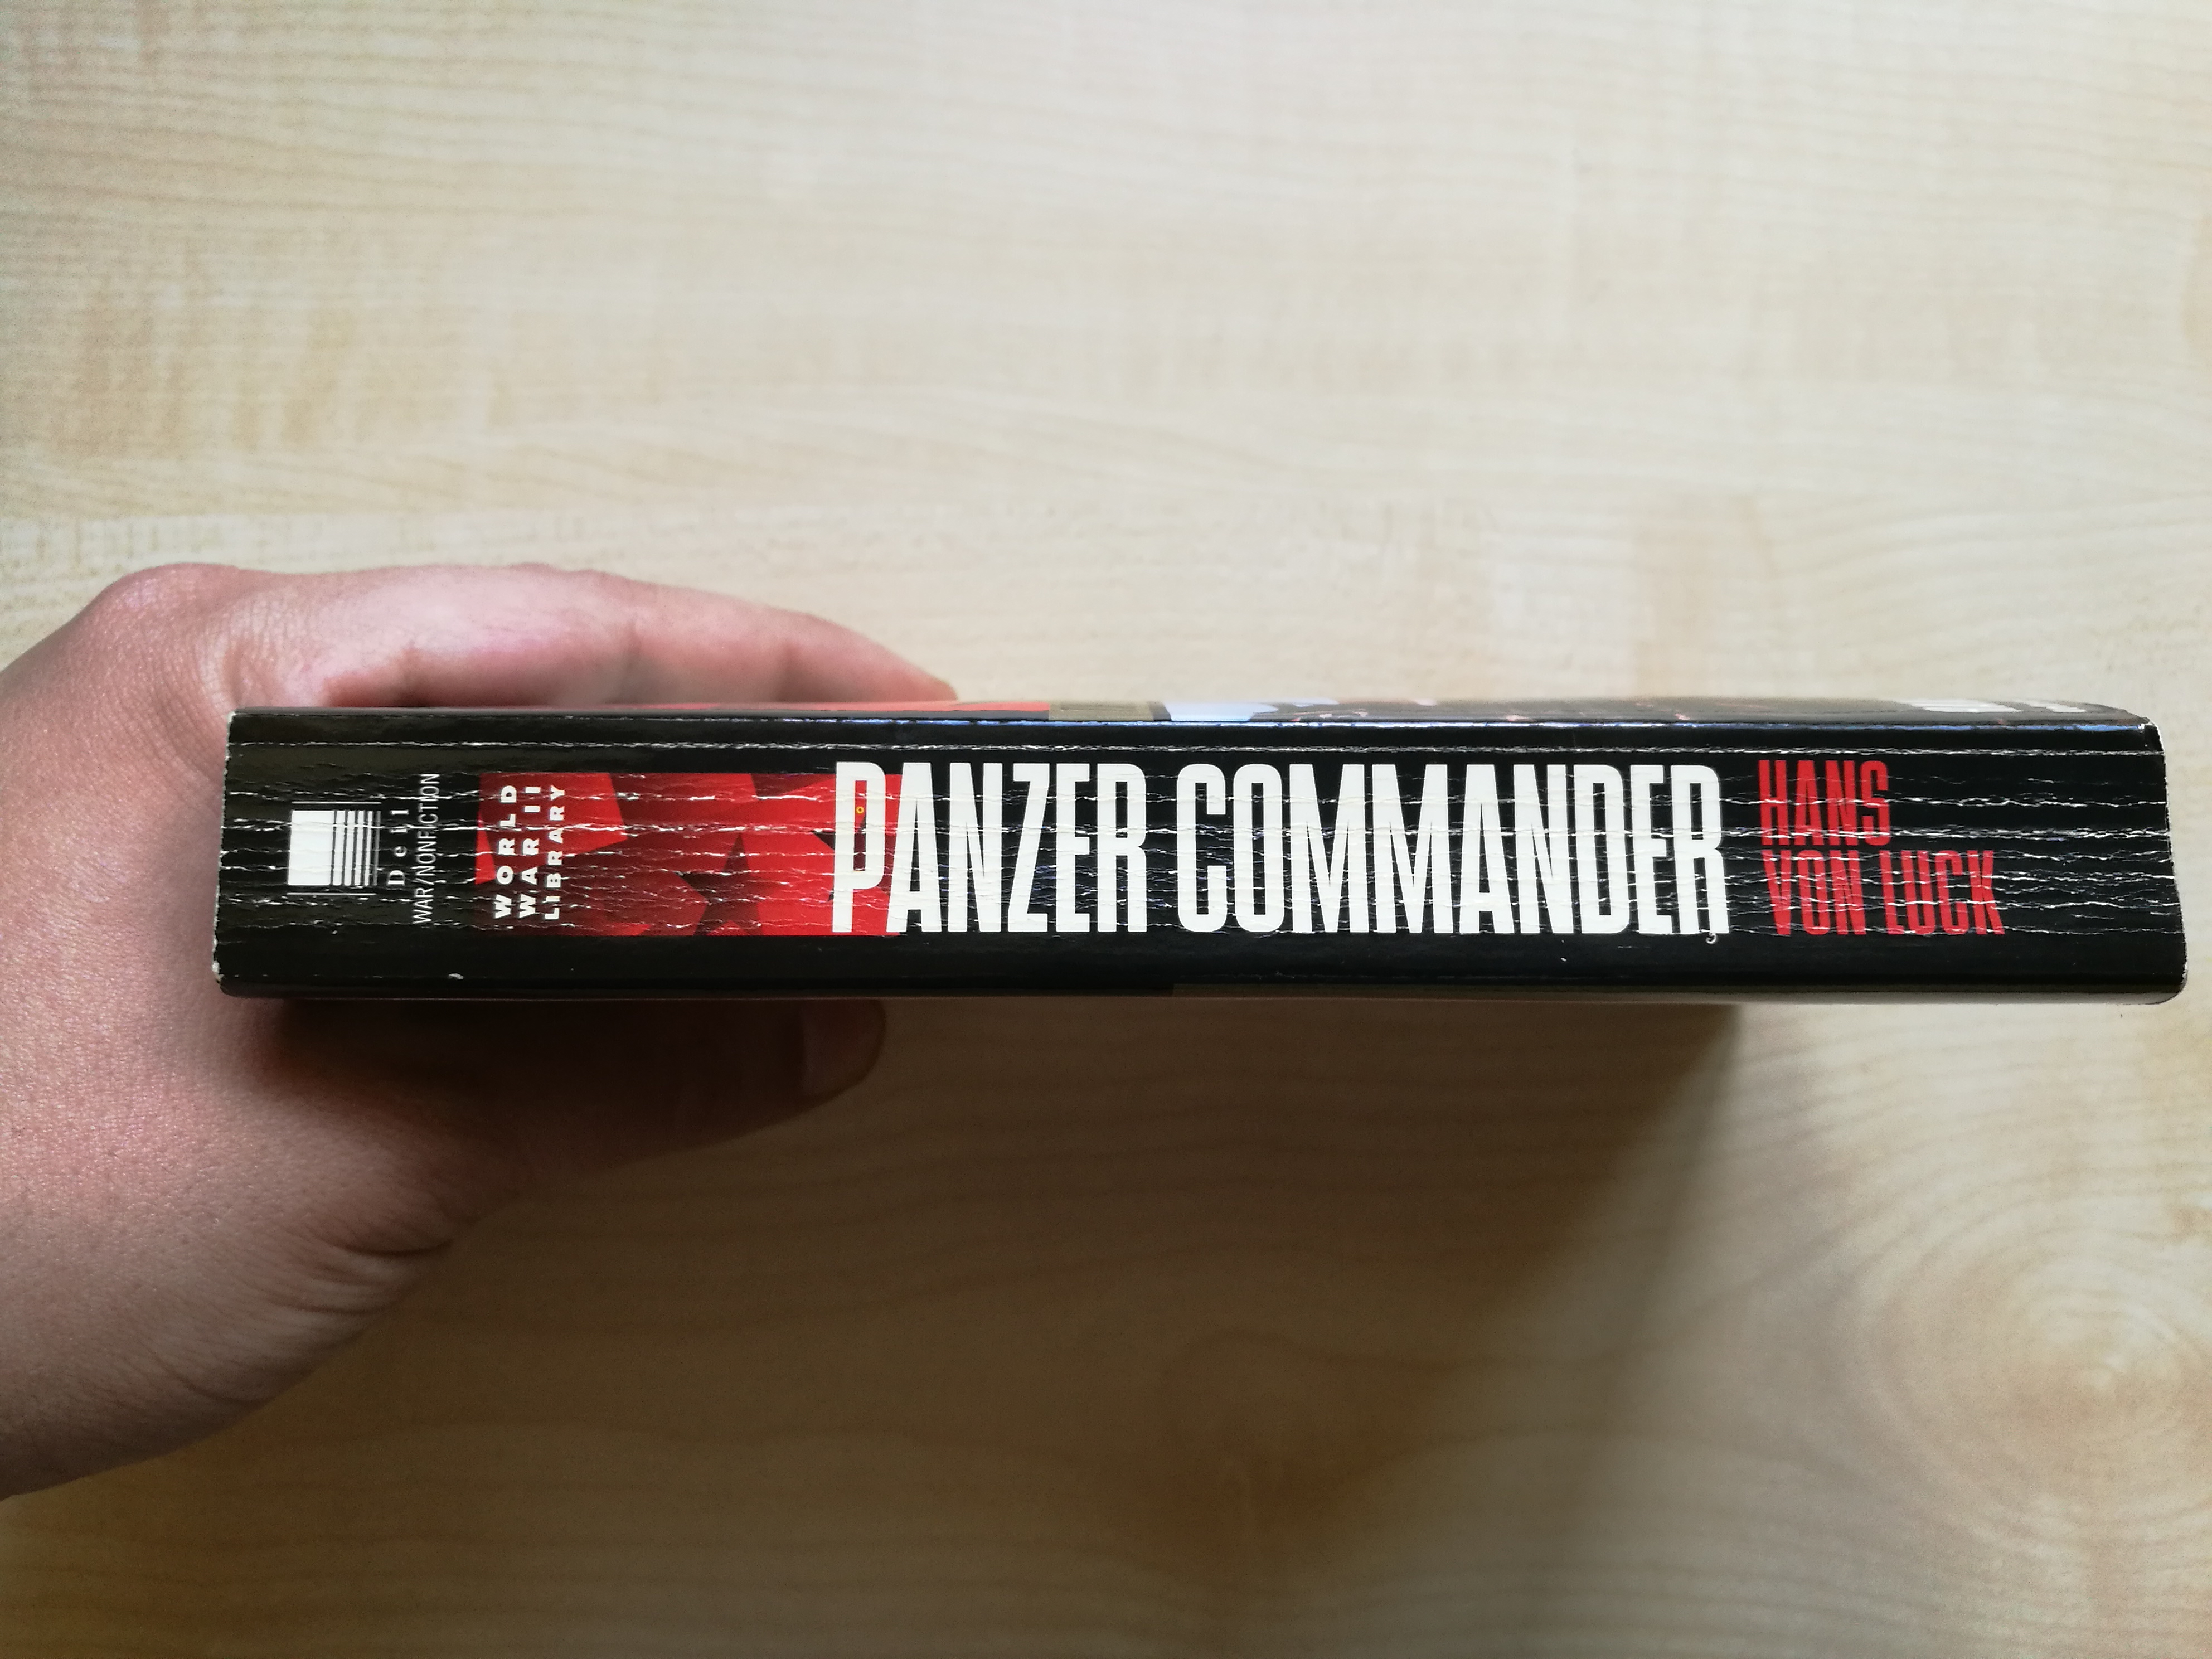 Dell
WAR/NONFICTION
WORLD
WAR II
LIBRARY
PANZER COMMANDER
HANS
VON LUCK